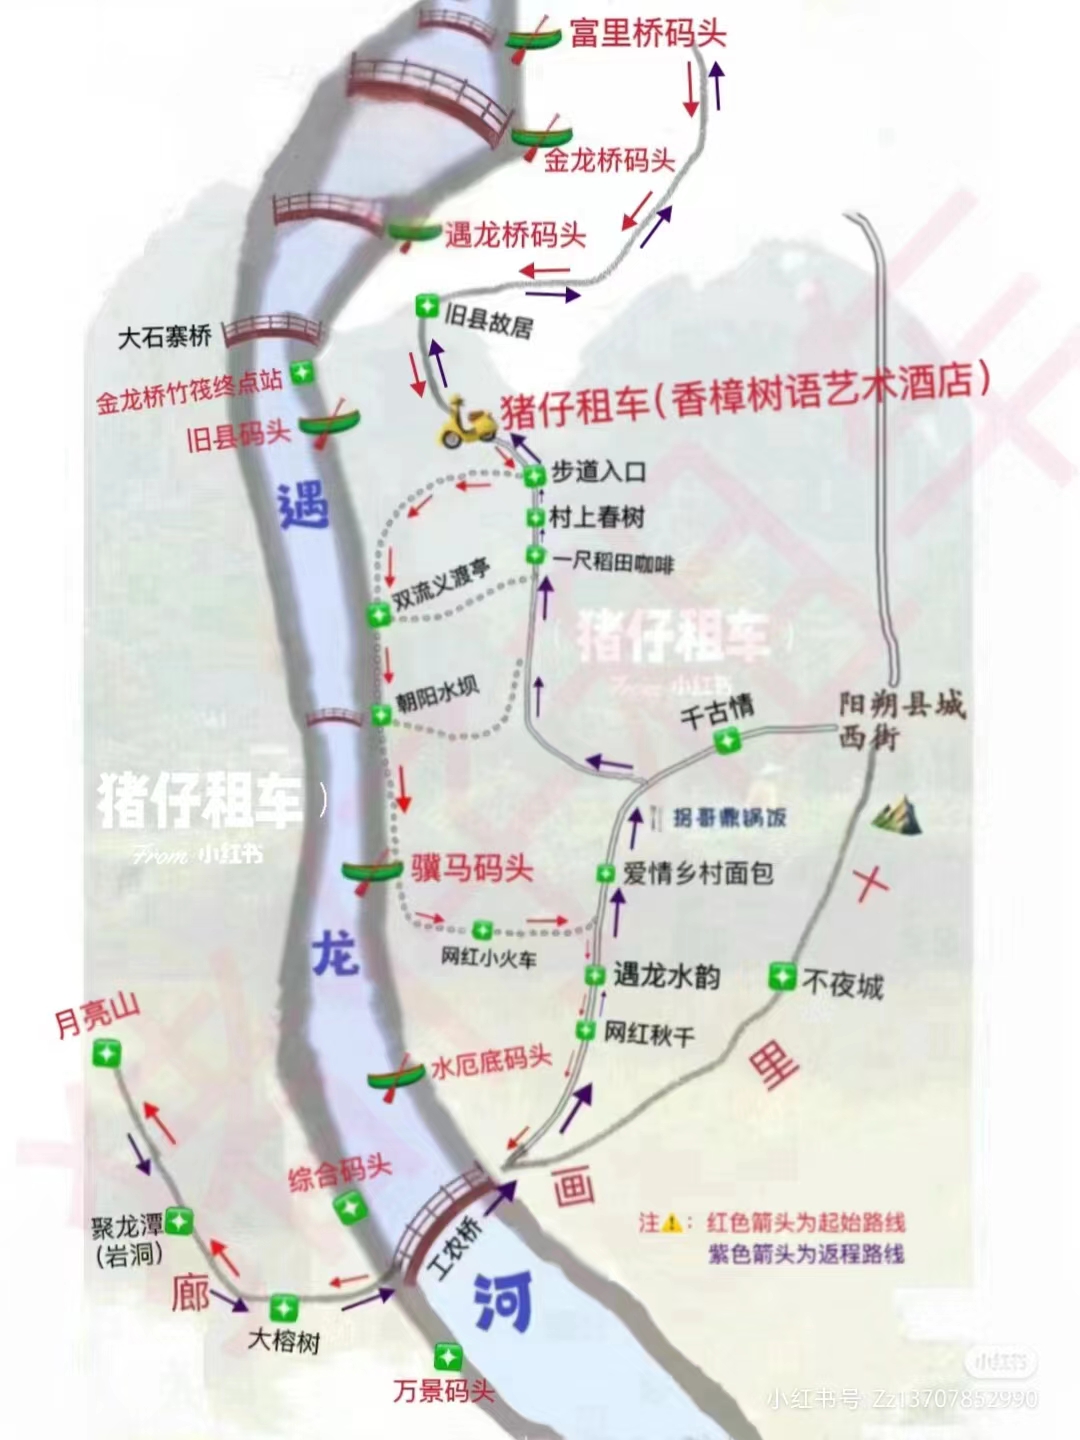 富里桥码头
金龙桥码头
遇龙桥码头
旧县故居
大石寨桥
金龙桥竹筏终点站
旧县码头
猪仔租车(香樟树语艺术酒店)
步道入口
村上春树
一尺稻田咖啡
遇
双流义渡亭
猪仔租车
From 小红书
朝阳水坝
千古情
阳朔县城
西街
猪仔租车)
From 小红书
拐哥鼎锅饭
爱情乡村面包
骥马码头
网红小火车
龙
遇龙水韵
不夜城
网红秋千
月亮山
水厄底码头
十
里
画
廊
综合码头
聚龙潭
(岩洞)
工农桥
注⚠️:红色箭头为起始路线
紫色箭头为返程路线
河
大榕树
万景码头
小红书
小红书号: Zz13707852990